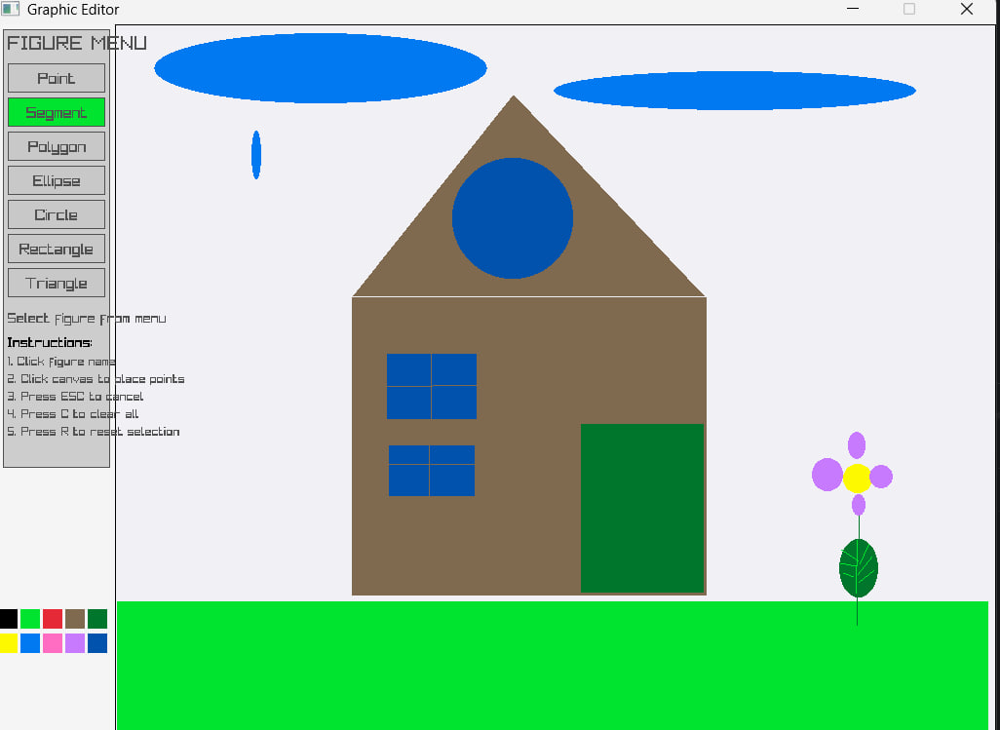 Graphic Editor
FIGURE MENU
Point
Segment
Polygon
Ellipse
Circle
Rectangle
Triangle
Select figure from menu
Instructions:
1. Click figure name
2. Click canvas to place points
3. Press ESC to cancel
4. Press C to clear all
5. Press R to reset selection